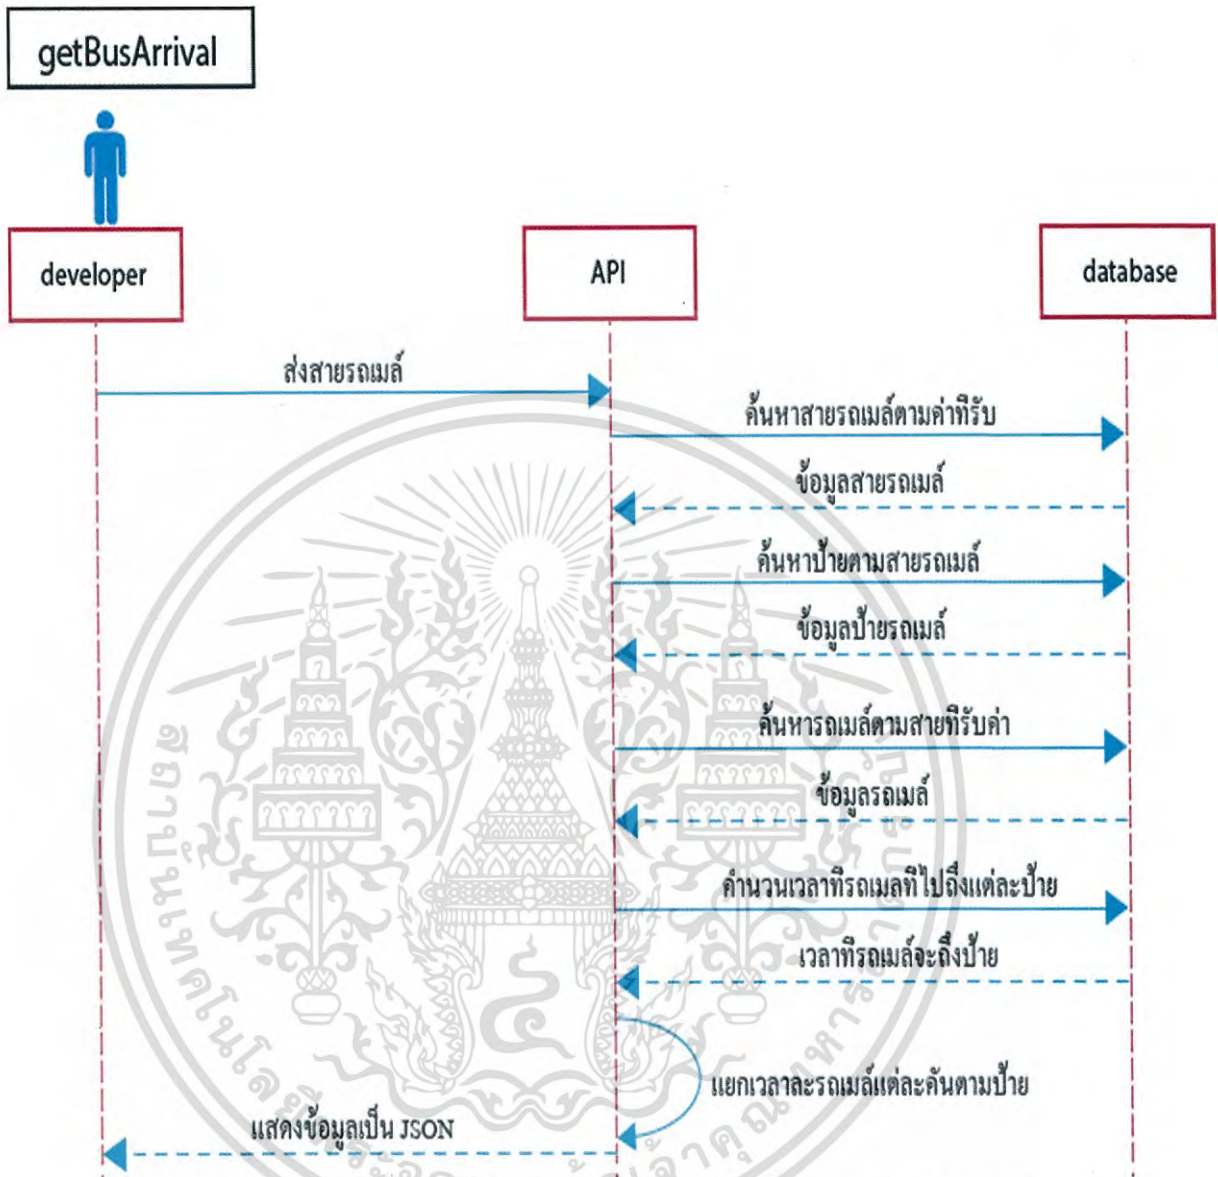 getBusArrival
developer
API
database
ส่งสายรถเมล์
ค้นหาสายรถเมล์ตามค่าที่รับ
ข้อมูลสายรถเมล์
ค้นหาป้ายตามสายรถเมล์
ข้อมูลป้ายรถเมล์
ค้นหารถเมล์ตามสายที่รับค่า
ข้อมูลรถเมล์
คำนวนเวลาที่รถเมลที่ไปถึงแต่ละป้าย
เวลาที่รถเมล์จะถึงป้าย
แยกเวลาละรถเมล์แต่ละคันตามป้าย
แสดงข้อมูลเป็น JSON